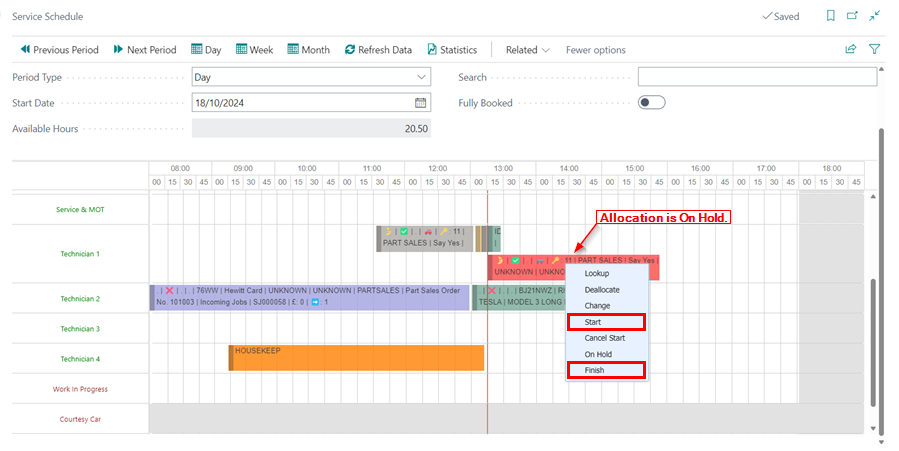 Service Schedule
Saved
Previous Period Next Period Day Week Month Refresh Data Statistics Related Fewer options
Period Type Day Search
Start Date 18/10/2024 Fully Booked
Available Hours 20.50
08:00 09:00 10:00 11:00 12:00 13:00 14:00 15:00 16:00 17:00 18:00
00 15 30 45 00 15 30 45 00 15 30 45 00 15 30 45 00 15 30 45 00 15 30 45 00 15 30 45 00 15 30 45 00 15 30 45 00 15 30 45 00 15 30 45
Service & MOT
Allocation is On Hold.
Technician 1
| . | . | : 11 |
PART SALES | Say Yes |
|
| . | : 11 | PART SALES | Say Yes
UNKNOWN |
Technician 2
| . | . | 76WW | Hewitt Card | UNKNOWN | UNKNOWN | PARTSALES | Part Sales Order
No. 101003 | Incoming Jobs | SJ000058 | £: 0 | : 1
| . | . | BJ21NWZ |
TESLA | MODEL 3 LONG
Technician 3
Technician 4
HOUSEKEEP
Work In Progress
Courtesy Car
Lookup
Deallocate
Change
Start
Cancel Start
On Hold
Finish